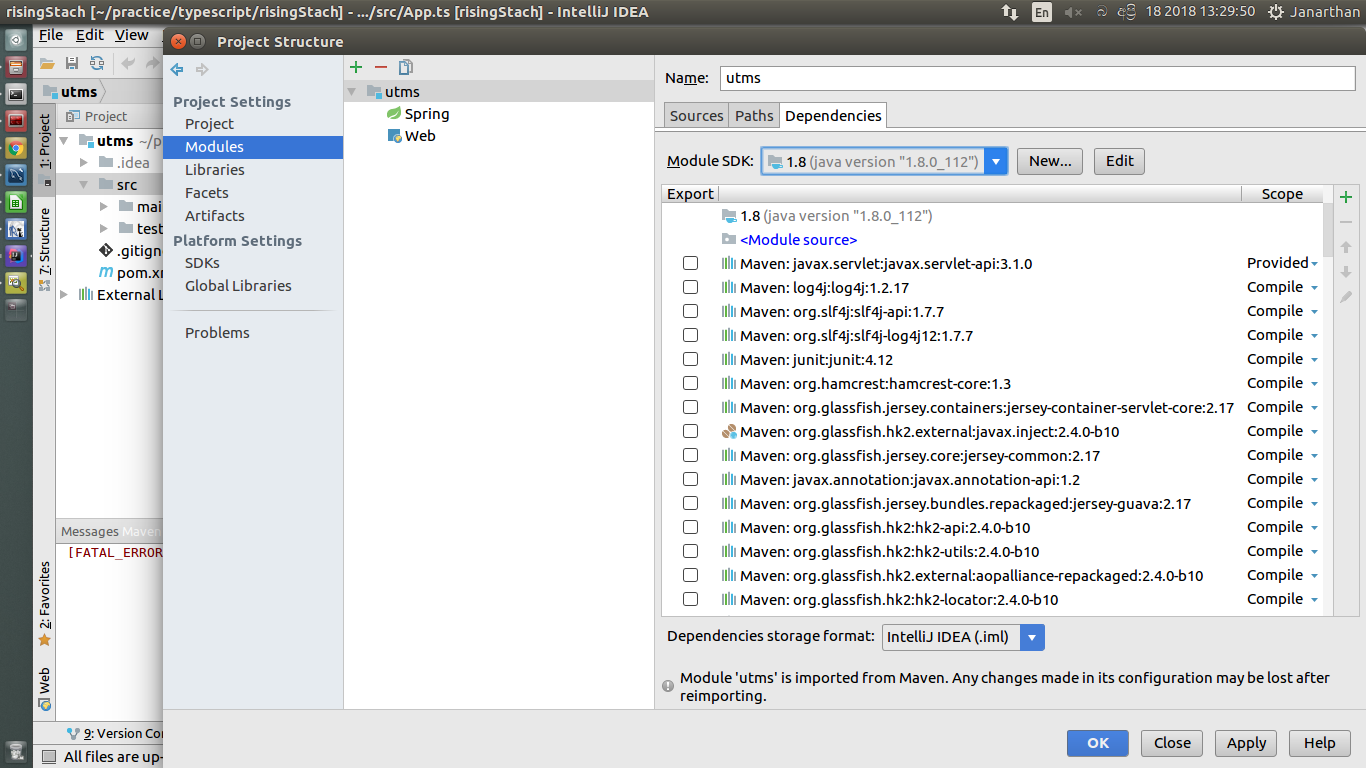 risingStach [~/practice/typescript/risingStach] - .../src/App.ts [risingStach] - IntelliJ IDEA
En
18 2018 13:29:50
Janarthan
File Edit View
Project Structure
utms
1: Project
7: Structure
2: Favorites
Web
Project
utms ~/p
.idea
src
mai
test
.gitign
pom.xm
External L
Messages Maven
[FATAL_ERROR
9: Version Co
All files are up-
Project Settings
Project
Modules
Libraries
Facets
Artifacts
Platform Settings
SDKs
Global Libraries
Problems
utms
Spring
Web
Name: utms
Sources Paths Dependencies
Module SDK: 1.8 (java version "1.8.0_112") New... Edit
Export Scope
1.8 (java version "1.8.0_112")
<Module source>
Maven: javax.servlet:javax.servlet-api:3.1.0 Provided
Maven: log4j:log4j:1.2.17 Compile
Maven: org.slf4j:slf4j-api:1.7.7 Compile
Maven: org.slf4j:slf4j-log4j12:1.7.7 Compile
Maven: junit:junit:4.12 Compile
Maven: org.hamcrest:hamcrest-core:1.3 Compile
Maven: org.glassfish.jersey.containers:jersey-container-servlet-core:2.17 Compile
Maven: org.glassfish.hk2.external:javax.inject:2.4.0-b10 Compile
Maven: org.glassfish.jersey.core:jersey-common:2.17 Compile
Maven: javax.annotation:javax.annotation-api:1.2 Compile
Maven: org.glassfish.jersey.bundles.repackaged:jersey-guava:2.17 Compile
Maven: org.glassfish.hk2:hk2-api:2.4.0-b10 Compile
Maven: org.glassfish.hk2:hk2-utils:2.4.0-b10 Compile
Maven: org.glassfish.hk2.external:aopalliance-repackaged:2.4.0-b10 Compile
Maven: org.glassfish.hk2:hk2-locator:2.4.0-b10 Compile
Dependencies storage format: IntelliJ IDEA (.iml)
Module 'utms' is imported from Maven. Any changes made in its configuration may be lost after
reimporting.
OK Close Apply Help